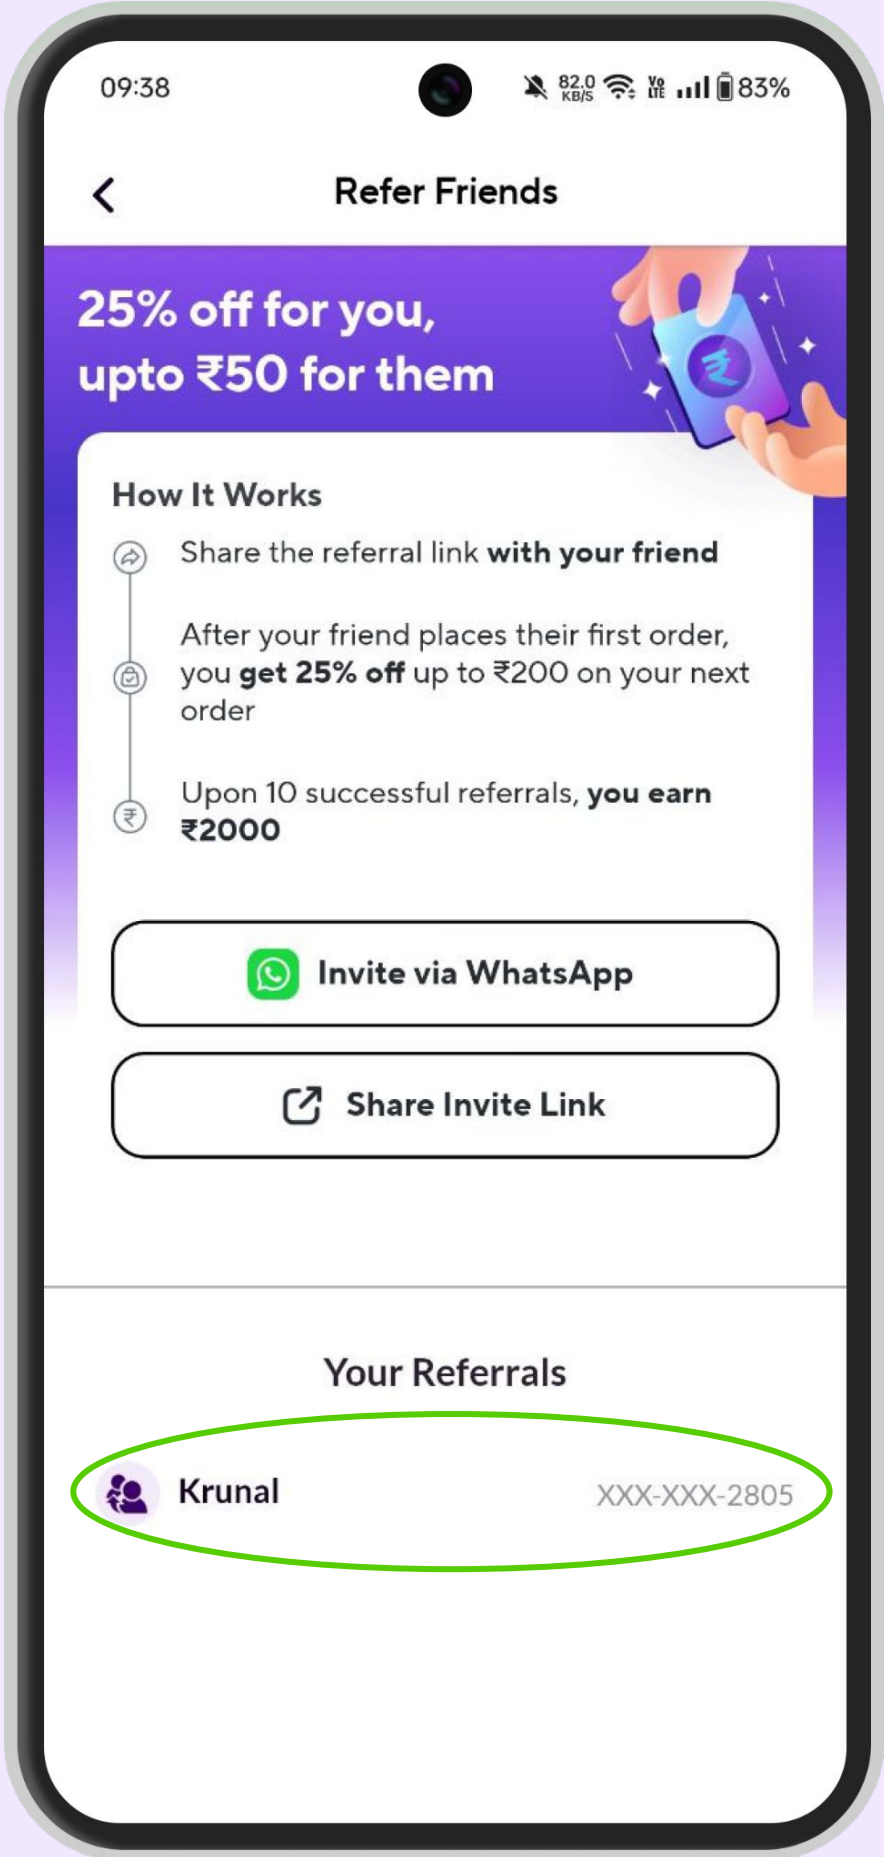 09:38
82.0
KB/S
Vo
LTE
83%
Refer Friends
25% off for you,
upto ₹50 for them
How It Works
Share the referral link with your friend
After your friend places their first order,
you get 25% off up to ₹200 on your next
order
Upon 10 successful referrals, you earn
₹2000
Invite via WhatsApp
Share Invite Link
Your Referrals
Krunal
XXX-XXX-2805